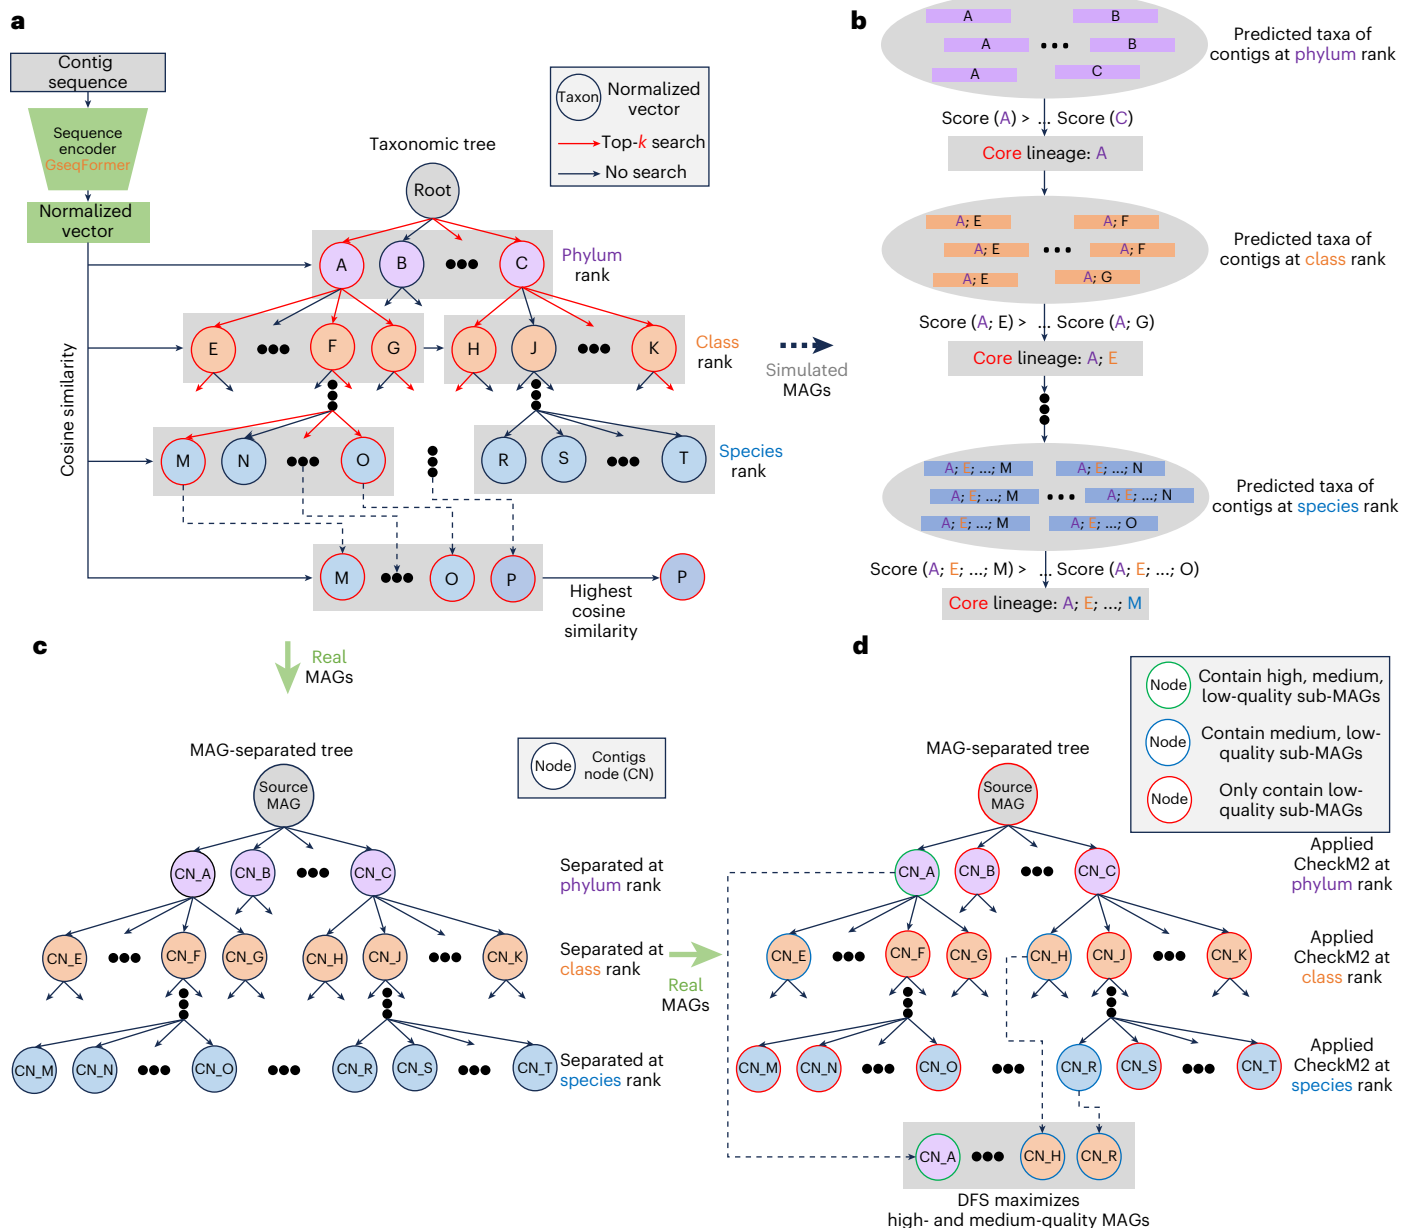 a
Contig
sequence
Sequence
encoder
GseqFormer
Normalized
vector
Cosine similarity
Taxon
Normalized
vector
Top-k search
No search
Taxonomic tree
Root
A
B
C
Phylum
rank
E
F
G
H
J
K
Class
rank
M
N
O
R
S
T
Species
rank
M
O
P
Highest
cosine
similarity
P
Simulated
MAGs
b
A
B
A
B
A
C
Predicted taxa of
contigs at phylum rank
Score (A) > ... Score (C)
Core lineage: A
A; E
A; F
A; E
A; F
A; E
A; G
Predicted taxa of
contigs at class rank
Score (A; E) > ... Score (A; G)
Core lineage: A; E
A; E; ...; M
A; E; ...; N
A; E; ...; M
A; E; ...; N
A; E; ...; M
A; E; ...; O
Predicted taxa of
contigs at species rank
Score (A; E; ...; M) > ... Score (A; E; ...; O)
Core lineage: A; E; ...; M
c
Real
MAGs
MAG-separated tree
Source
MAG
Node
Contigs
node (CN)
CN_A
CN_B
CN_C
Separated at
phylum rank
CN_E
CN_F
CN_G
CN_H
CN_J
CN_K
Separated at
class rank
CN_M
CN_N
CN_O
CN_R
CN_S
CN_T
Separated at
species rank
Real
MAGs
d
Node
Contain high, medium,
low-quality sub-MAGs
Node
Contain medium, low-
quality sub-MAGs
Node
Only contain low-
quality sub-MAGs
MAG-separated tree
Source
MAG
CN_A
CN_B
CN_C
Applied
CheckM2 at
phylum rank
CN_E
CN_F
CN_G
CN_H
CN_J
CN_K
Applied
CheckM2 at
class rank
CN_M
CN_N
CN_O
CN_R
CN_S
CN_T
Applied
CheckM2 at
species rank
CN_A
CN_H
CN_R
DFS maximizes
high- and medium-quality MAGs